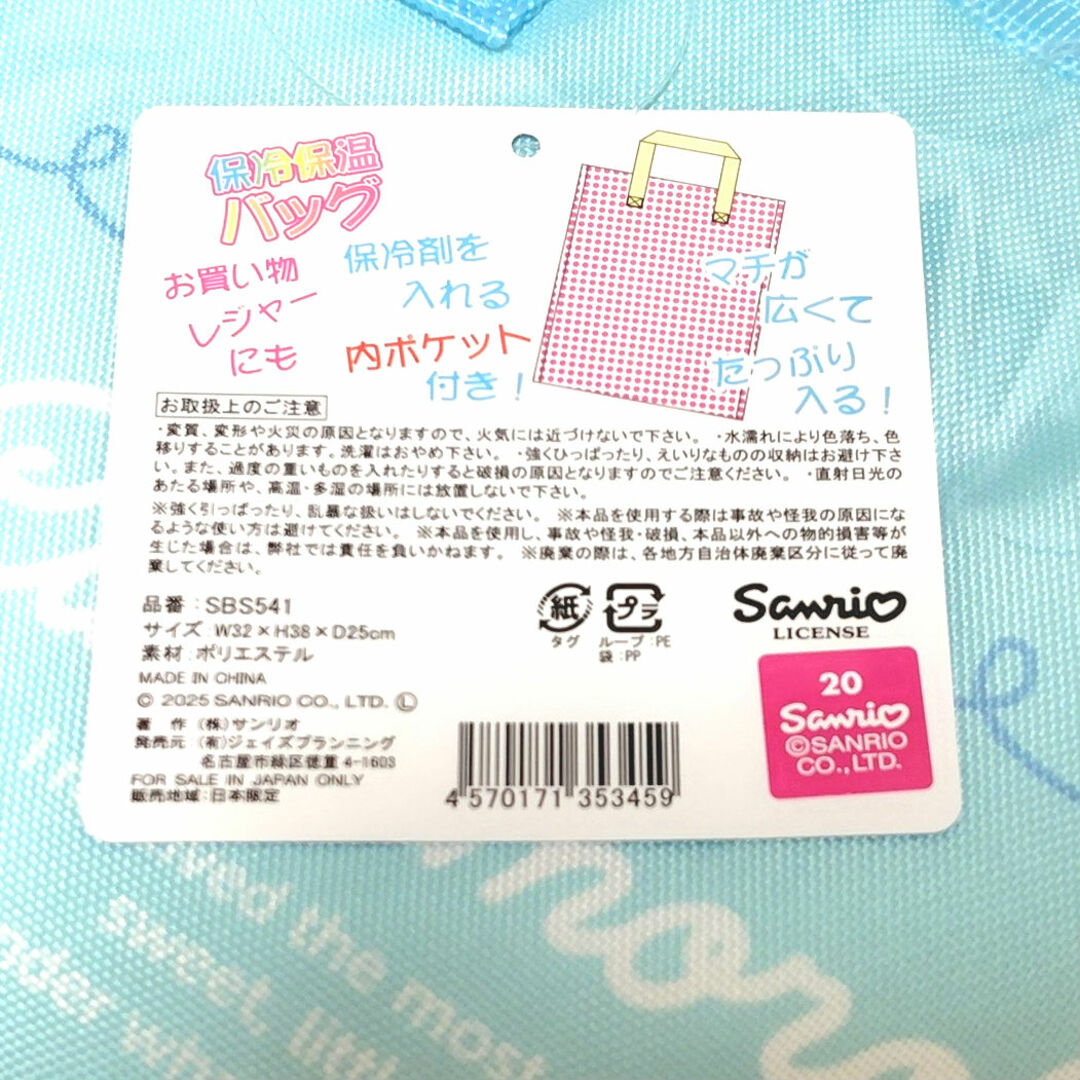 保冷保温
バッグ
お買い物
レジャー
にも
保冷剤を
入れる
内ポケット
付き！
マチが
広くて
たっぷり
入る！
お取扱上のご注意
・変質、変形や火災の原因となりますので、火気には近づけないで下さい。 ・水濡れにより色落ち、色
移りすることがあります。洗濯はおやめ下さい。 ・強くひっぱったり、えいりなものの収納はお避け下さ
い。また、過度の重いものを入れたりすると破損の原因となりますのでご注意ください。 ・直射日光の
あたる場所や、高温・多湿の場所には放置しないで下さい。
※強く引っぱったり、乱暴な扱いはしないでください。 ※本品を使用する際は事故や怪我の原因にな
るような使い方は避けてください。 ※本品を使用し、事故や怪我・破損、本品以外への物的損害等が
生じた場合は、弊社では責任を負いかねます。 ※廃棄の際は、各地方自治体廃棄区分に従って廃
棄してください。
品番：SBS541
サイズ：W32×H38×D25cm
素材：ポリエステル
MADE IN CHINA
© 2025 SANRIO CO., LTD. Ⓛ
著 作 (株)サンリオ
発売元 (有)ジェイズプランニング
名古屋市緑区徳重 4-1603
FOR SALE IN JAPAN ONLY
販売地域：日本限定
紙
タグ
プラ
ループ：PE
袋：PP
Sanrio
LICENSE
20
Sanrio
©SANRIO
CO.,LTD.
4 570171 353459
the most
sweet, little